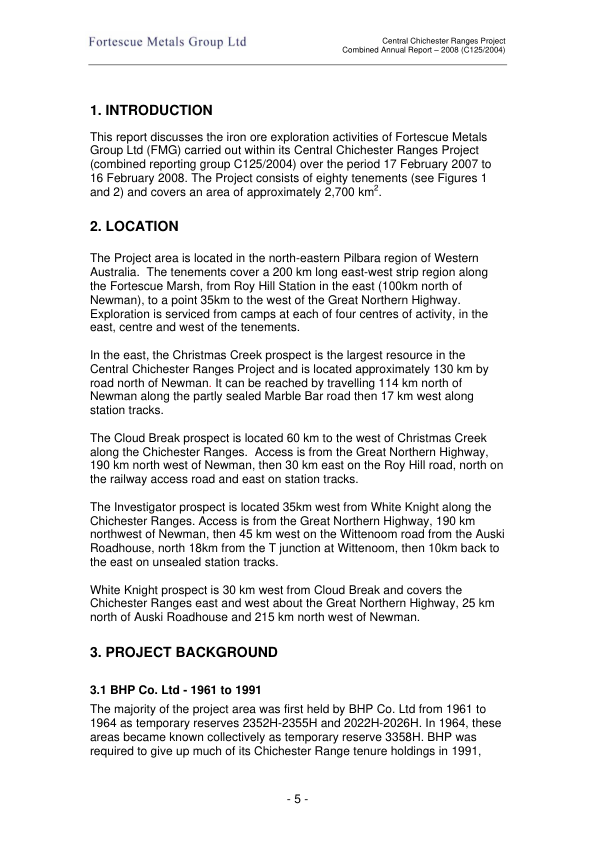 Fortescue Metals Group Ltd
Central Chichester Ranges Project
Combined Annual Report – 2008 (C125/2004)
1. INTRODUCTION
This report discusses the iron ore exploration activities of Fortescue Metals
Group Ltd (FMG) carried out within its Central Chichester Ranges Project
(combined reporting group C125/2004) over the period 17 February 2007 to
16 February 2008. The Project consists of eighty tenements (see Figures 1
and 2) and covers an area of approximately 2,700 km².
2. LOCATION
The Project area is located in the north-eastern Pilbara region of Western
Australia.  The tenements cover a 200 km long east-west strip region along
the Fortescue Marsh, from Roy Hill Station in the east (100km north of
Newman), to a point 35km to the west of the Great Northern Highway.
Exploration is serviced from camps at each of four centres of activity, in the
east, centre and west of the tenements.
In the east, the Christmas Creek prospect is the largest resource in the
Central Chichester Ranges Project and is located approximately 130 km by
road north of Newman. It can be reached by travelling 114 km north of
Newman along the partly sealed Marble Bar road then 17 km west along
station tracks.
The Cloud Break prospect is located 60 km to the west of Christmas Creek
along the Chichester Ranges.  Access is from the Great Northern Highway,
190 km north west of Newman, then 30 km east on the Roy Hill road, north on
the railway access road and east on station tracks.
The Investigator prospect is located 35km west from White Knight along the
Chichester Ranges. Access is from the Great Northern Highway, 190 km
northwest of Newman, then 45 km west on the Wittenoom road from the Auski
Roadhouse, north 18km from the T junction at Wittenoom, then 10km back to
the east on unsealed station tracks.
White Knight prospect is 30 km west from Cloud Break and covers the
Chichester Ranges east and west about the Great Northern Highway, 25 km
north of Auski Roadhouse and 215 km north west of Newman.
3. PROJECT BACKGROUND
3.1 BHP Co. Ltd - 1961 to 1991
The majority of the project area was first held by BHP Co. Ltd from 1961 to
1964 as temporary reserves 2352H-2355H and 2022H-2026H. In 1964, these
areas became known collectively as temporary reserve 3358H. BHP was
required to give up much of its Chichester Range tenure holdings in 1991,
- 5 -